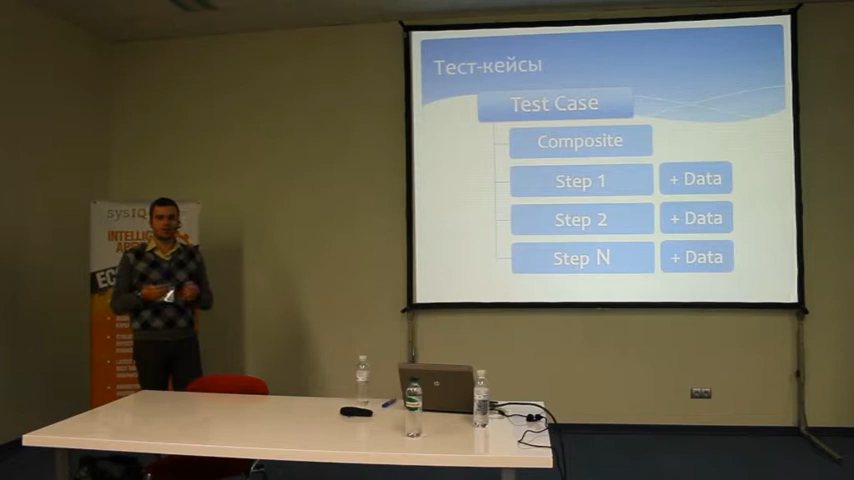 Тест-кейсы
Test Case
Composite
Step 1 + Data
Step 2 + Data
Step N + Data
sysIQ